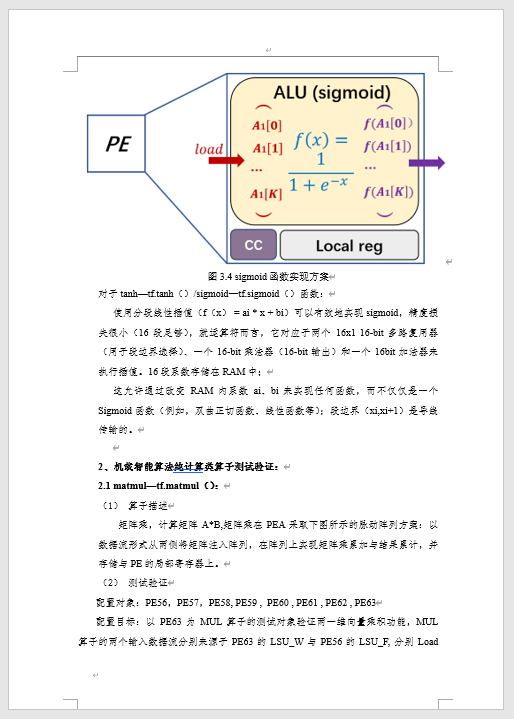 ALU (sigmoid)
PE
load
A1[0]
A1[1]
...
A1[K]
f(x) =
1
1 + e^-x
f(A1[0])
f(A1[1])
...
f(A1[K])
CC
Local reg
图 3.4 sigmoid 函数实现方案
对于 tanh—tf.tanh（）/sigmoid—tf.sigmoid（）函数：
使用分段线性插值（f（x） = ai * x + bi）可以有效地实现 sigmoid，精度损
失很小（16 段足够），就运算符而言，它对应于两个 16x1 16-bit 多路复用器
（用于段边界选择）、一个 16-bit 乘法器（16-bit 输出）和一个 16bit 加法器来
执行插值。16 段系数存储在 RAM 中；
这允许通过改变 RAM 内系数 ai、bi 来实现任何函数，而不仅仅是一个
Sigmoid 函数（例如，双曲正切函数、线性函数等）；段边界（xi,xi+1）是导线
传输的。
2、机载智能算法纯计算类算子测试验证：
2.1 matmul—tf.matmul（）：
（1） 算子描述
矩阵乘，计算矩阵 A*B,矩阵乘在 PEA 采取下图所示的脉动阵列方案：以
数据流形式从两侧将矩阵注入阵列，在阵列上实现矩阵乘累加与结果累计，并
存储与 PE 的局部寄存器上。
（2） 测试验证
配置对象：PE56，PE57，PE58, PE59 , PE60 , PE61 , PE62 , PE63
配置目标：以 PE63 为 MUL 算子的测试对象验证两一维向量乘积功能，MUL
算子的两个输入数据流分别来源于 PE63 的 LSU_W 与 PE56 的 LSU_F, 分别 Load